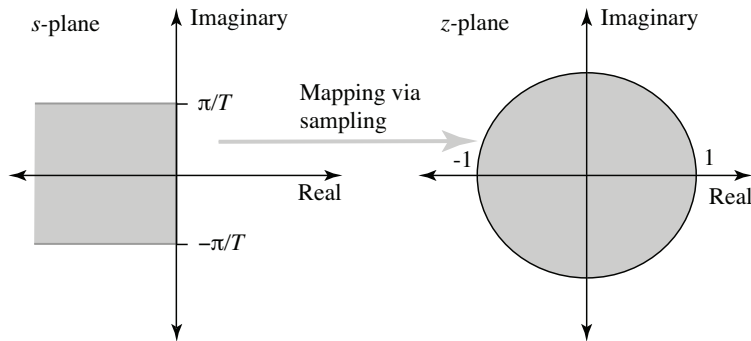 s-plane
Imaginary
π/T
Real
−π/T
Mapping via
sampling
z-plane
Imaginary
-1
1
Real